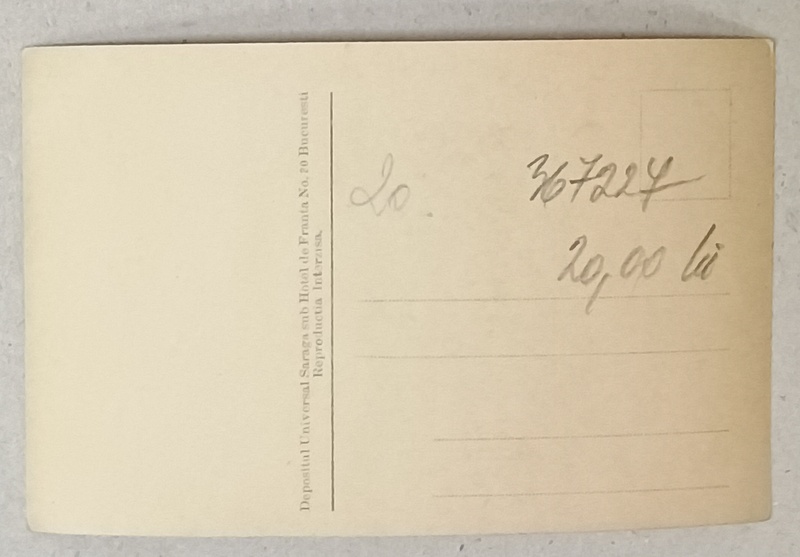 Depositul Universal Saraga sub Hotel de Franta No. 20 Bucuresti
Reproductia interzisa.
20.
367227
20,00 lei